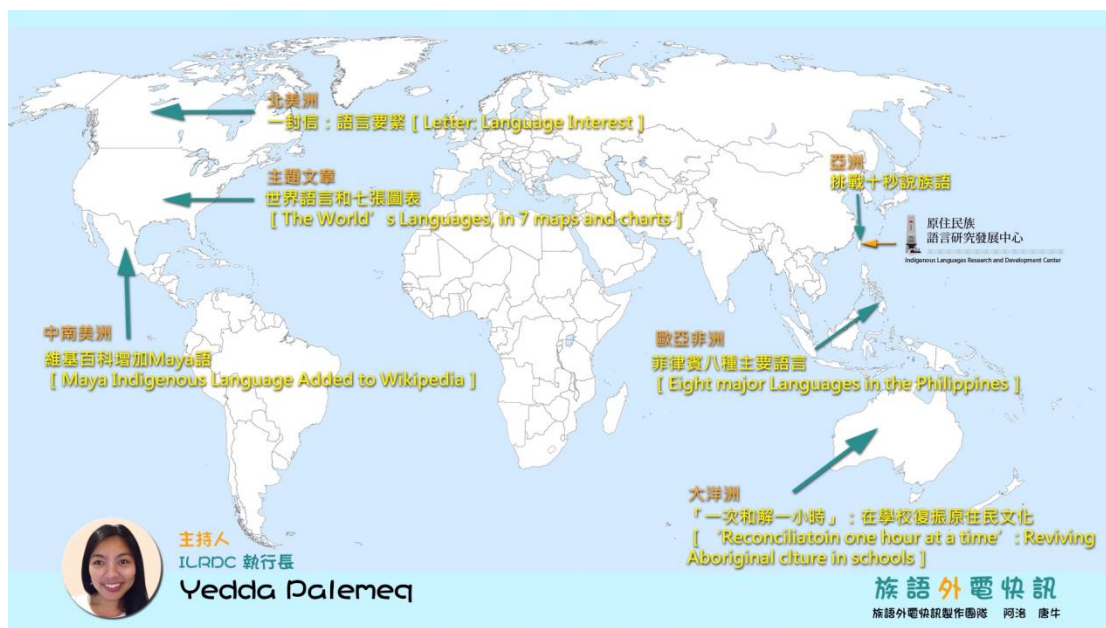 北美洲
一封信：語言要緊 [ Letter: Language Interest ]
主題文章
世界語言和七張圖表
[ The World’s Languages, in 7 maps and charts ]
亞洲
挑戰十秒說族語
原住民族
語言研究發展中心
Indigenous Languages Research and Development Center
中南美洲
維基百科增加Maya語
[ Maya Indigenous Language Added to Wikipedia ]
歐亞非洲
菲律賓八種主要語言
[ Eight major Languages in the Philippines ]
大洋洲
「一次和解一小時」：在學校復振原住民文化
[ ‘Reconciliatoin one hour at a time’: Reviving
Aboriginal clture in schools ]
主持人
ILRDC 執行長
Yedda Palemeq
族語外電快訊
族語外電快訊製作團隊 阿洛 唐牛